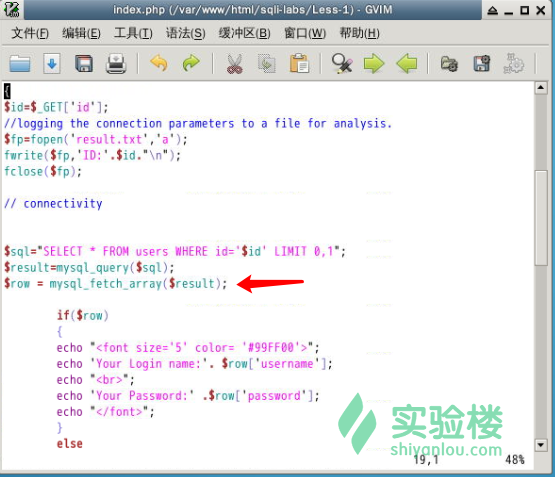 index.php (/var/www/html/sqli-labs/Less-1) - GVIM
文件(F) 编辑(E) 工具(T) 语法(S) 缓冲区(B) 窗口(W) 帮助(H)
{
$id=$_GET['id'];
//logging the connection parameters to a file for analysis.
$fp=fopen('result.txt','a');
fwrite($fp,'ID:'.$id."\n");
fclose($fp);
// connectivity
$sql="SELECT * FROM users WHERE id='$id' LIMIT 0,1";
$result=mysql_query($sql);
$row = mysql_fetch_array($result);
if($row)
{
echo "<font size='5' color= '#99FF00'>";
echo 'Your Login name:'. $row['username'];
echo "<br>";
echo 'Your Password:' .$row['password'];
echo "</font>";
}
else
实验楼
shiyanlou.com
19,1 48%